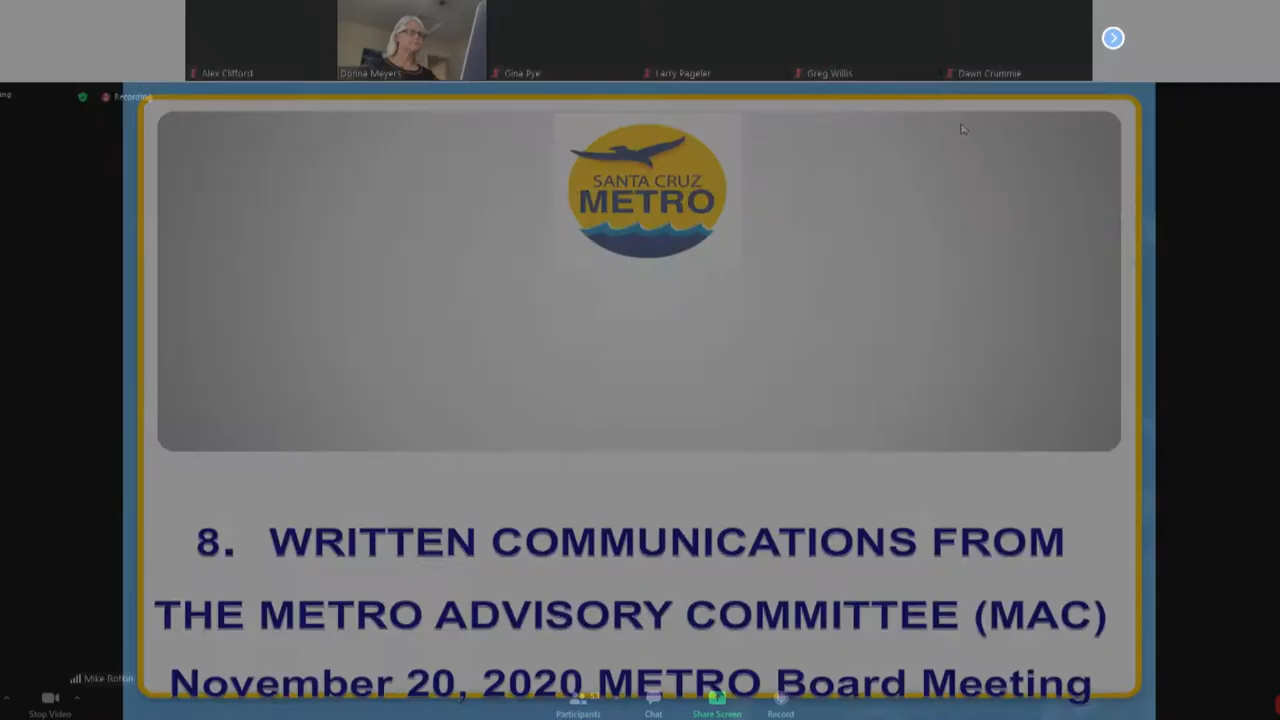 Alex Clifford
Donna Meyers
Gina Pye
Larry Pageler
Greg Willis
Dawn Crummie
ng
Recording
SANTA CRUZ
METRO
8. WRITTEN COMMUNICATIONS FROM
THE METRO ADVISORY COMMITTEE (MAC)
November 20, 2020 METRO Board Meeting
Mike Rotkin
Stop Video
53
Participants
Chat
Share Screen
Record